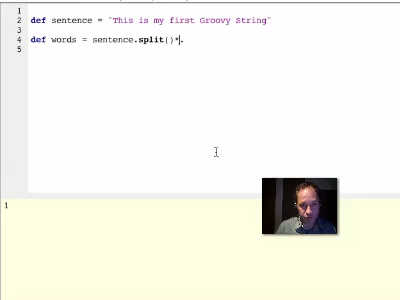 1
2 def sentence = "This is my first Groovy String"
3
4 def words = sentence.split()*.
5
1